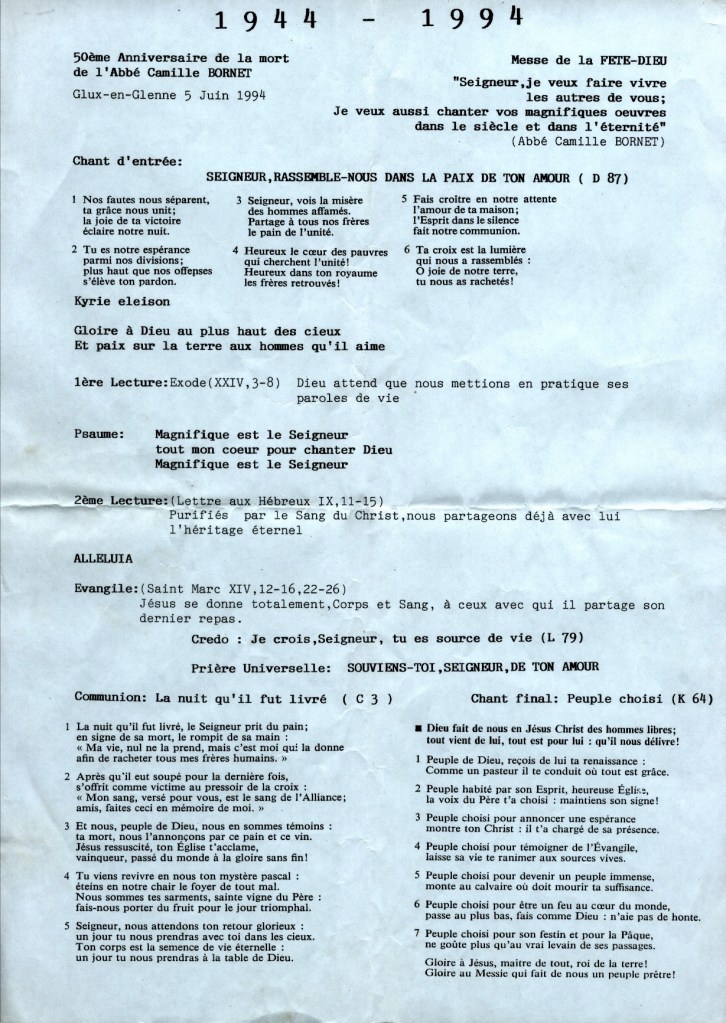 1944 - 1994
50ème Anniversaire de la mort
de l'Abbé Camille BORNET
Glux-en-Glenne 5 Juin 1994
Messe de la FETE-DIEU
"Seigneur,je veux faire vivre
les autres de vous;
Je veux aussi chanter vos magnifiques oeuvres
dans le siècle et dans l'éternité"
(Abbé Camille BORNET)
Chant d'entrée:
SEIGNEUR,RASSEMBLE-NOUS DANS LA PAIX DE TON AMOUR ( D 87)
1 Nos fautes nous séparent,
ta grâce nous unit;
la joie de ta victoire
éclaire notre nuit.
2 Tu es notre espérance
parmi nos divisions;
plus haut que nos offenses
s'élève ton pardon.
3 Seigneur, vois la misère
des hommes affamés.
Partage à tous nos frères
le pain de l'unité.
4 Heureux le cœur des pauvres
qui cherchent l'unité!
Heureux dans ton royaume
les frères retrouvés!
5 Fais croître en notre attente
l'amour de ta maison;
l'Esprit dans le silence
fait notre communion.
6 Ta croix est la lumière
qui nous a rassemblés :
O joie de notre terre,
tu nous as rachetés!
Kyrie eleison
Gloire à Dieu au plus haut des cieux
Et paix sur la terre aux hommes qu'il aime
1ère Lecture:Exode(XXIV,3-8) Dieu attend que nous mettions en pratique ses
paroles de vie
Psaume: Magnifique est le Seigneur
tout mon coeur pour chanter Dieu
Magnifique est le Seigneur
2ème Lecture:(Lettre aux Hébreux IX,11-15)
Purifiés par le Sang du Christ,nous partageons déjà avec lui
l'héritage éternel
ALLELUIA
Evangile:(Saint Marc XIV,12-16,22-26)
Jésus se donne totalement,Corps et Sang, à ceux avec qui il partage son
dernier repas.
Credo : Je crois,Seigneur, tu es source de vie (L 79)
Prière Universelle: SOUVIENS-TOI,SEIGNEUR,DE TON AMOUR
Communion: La nuit qu'il fut livré ( C 3 )
1 La nuit qu'il fut livré, le Seigneur prit du pain;
en signe de sa mort, le rompit de sa main :
« Ma vie, nul ne la prend, mais c'est moi qui la donne
afin de racheter tous mes frères humains. »
2 Après qu'il eut soupé pour la dernière fois,
s'offrit comme victime au pressoir de la croix :
« Mon sang, versé pour vous, est le sang de l'Alliance;
amis, faites ceci en mémoire de moi. »
3 Et nous, peuple de Dieu, nous en sommes témoins :
ta mort, nous l'annonçons par ce pain et ce vin.
Jésus ressuscité, ton Église t'acclame,
vainqueur, passé du monde à la gloire sans fin!
4 Tu viens revivre en nous ton mystère pascal :
éteins en notre chair le foyer de tout mal.
Nous sommes tes sarments, sainte vigne du Père :
fais-nous porter du fruit pour le jour triomphal.
5 Seigneur, nous attendons ton retour glorieux :
un jour tu nous prendras avec toi dans les cieux.
Ton corps est la semence de vie éternelle :
un jour tu nous prendras à la table de Dieu.
Chant final: Peuple choisi (K 64)
■ Dieu fait de nous en Jésus Christ des hommes libres;
tout vient de lui, tout est pour lui : qu'il nous délivre!
1 Peuple de Dieu, reçois de lui ta renaissance :
Comme un pasteur il te conduit où tout est grâce.
2 Peuple habité par son Esprit, heureuse Église,
la voix du Père t'a choisi : maintiens son signe!
3 Peuple choisi pour annoncer une espérance
montre ton Christ : il t'a chargé de sa présence.
4 Peuple choisi pour témoigner de l'Évangile,
laisse sa vie te ranimer aux sources vives.
5 Peuple choisi pour devenir un peuple immense,
monte au calvaire où doit mourir ta suffisance.
6 Peuple choisi pour être un feu au cœur du monde,
passe au plus bas, fais comme Dieu : n'aie pas de honte.
7 Peuple choisi pour son festin et pour la Pâque,
ne goûte plus qu'au vrai levain de ses passages.
Gloire à Jésus, maître de tout, roi de la terre!
Gloire au Messie qui fait de nous un peuple prêtre!